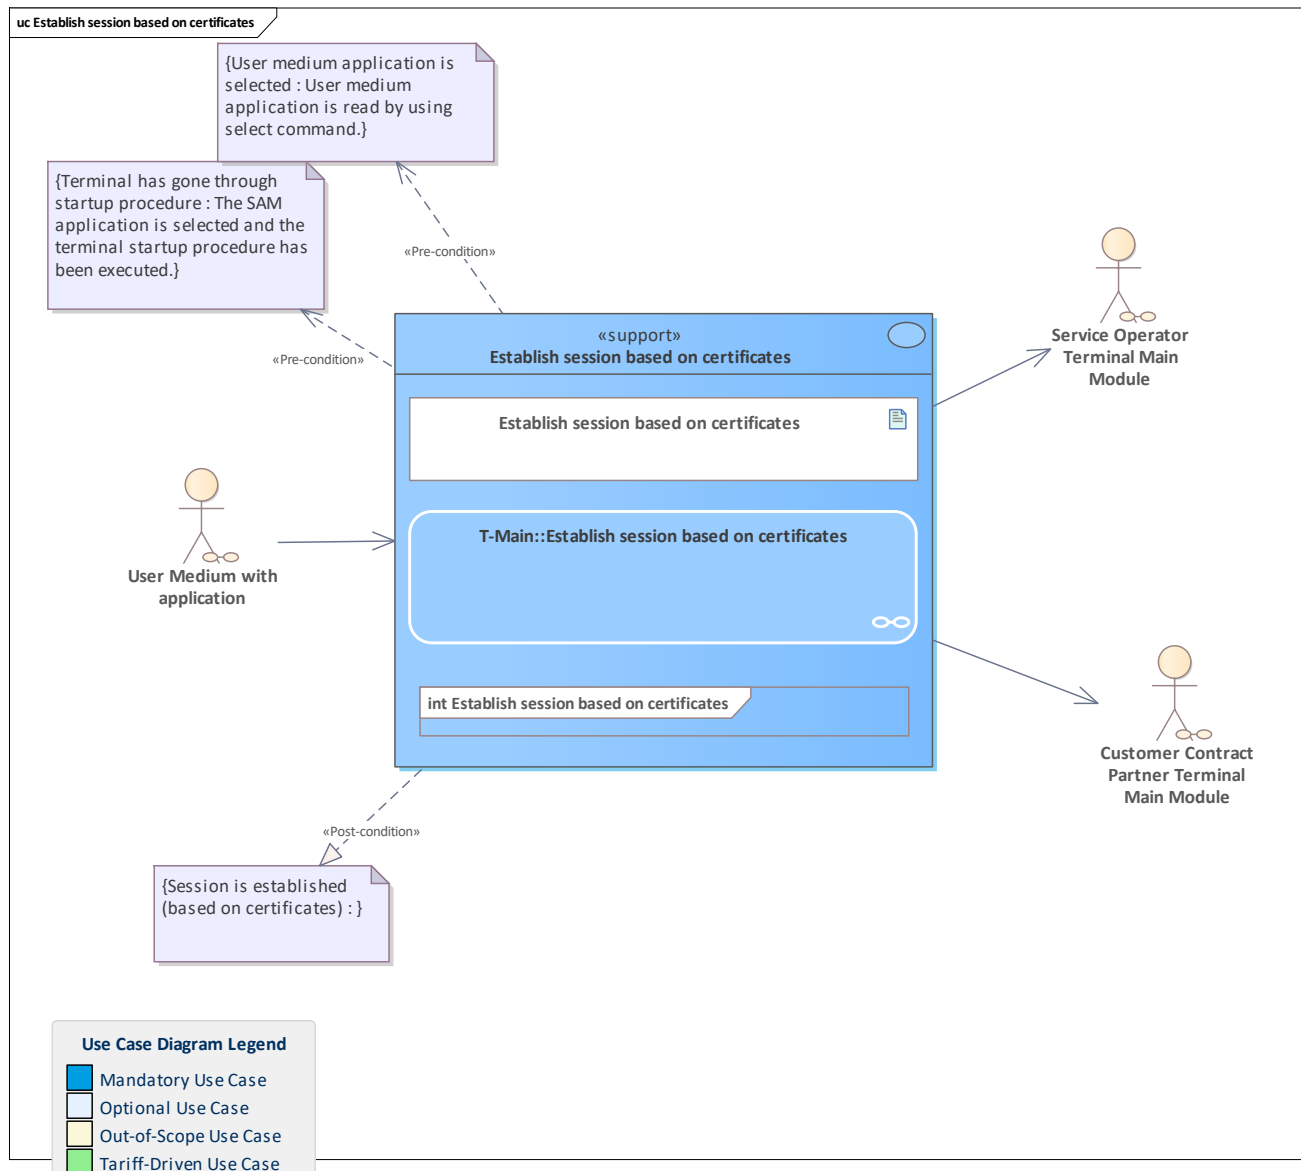 uc Establish session based on certificates
{User medium application is
selected : User medium
application is read by using
select command.}
{Terminal has gone through
startup procedure : The SAM
application is selected and the
terminal startup procedure has
been executed.}
«Pre-condition»
«Pre-condition»
«support»
Establish session based on certificates
Establish session based on certificates
T-Main::Establish session based on certificates
int Establish session based on certificates
Service Operator
Terminal Main
Module
User Medium with
application
Customer Contract
Partner Terminal
Main Module
«Post-condition»
{Session is established
(based on certificates) : }
Use Case Diagram Legend
Mandatory Use Case
Optional Use Case
Out-of-Scope Use Case
Tariff-Driven Use Case